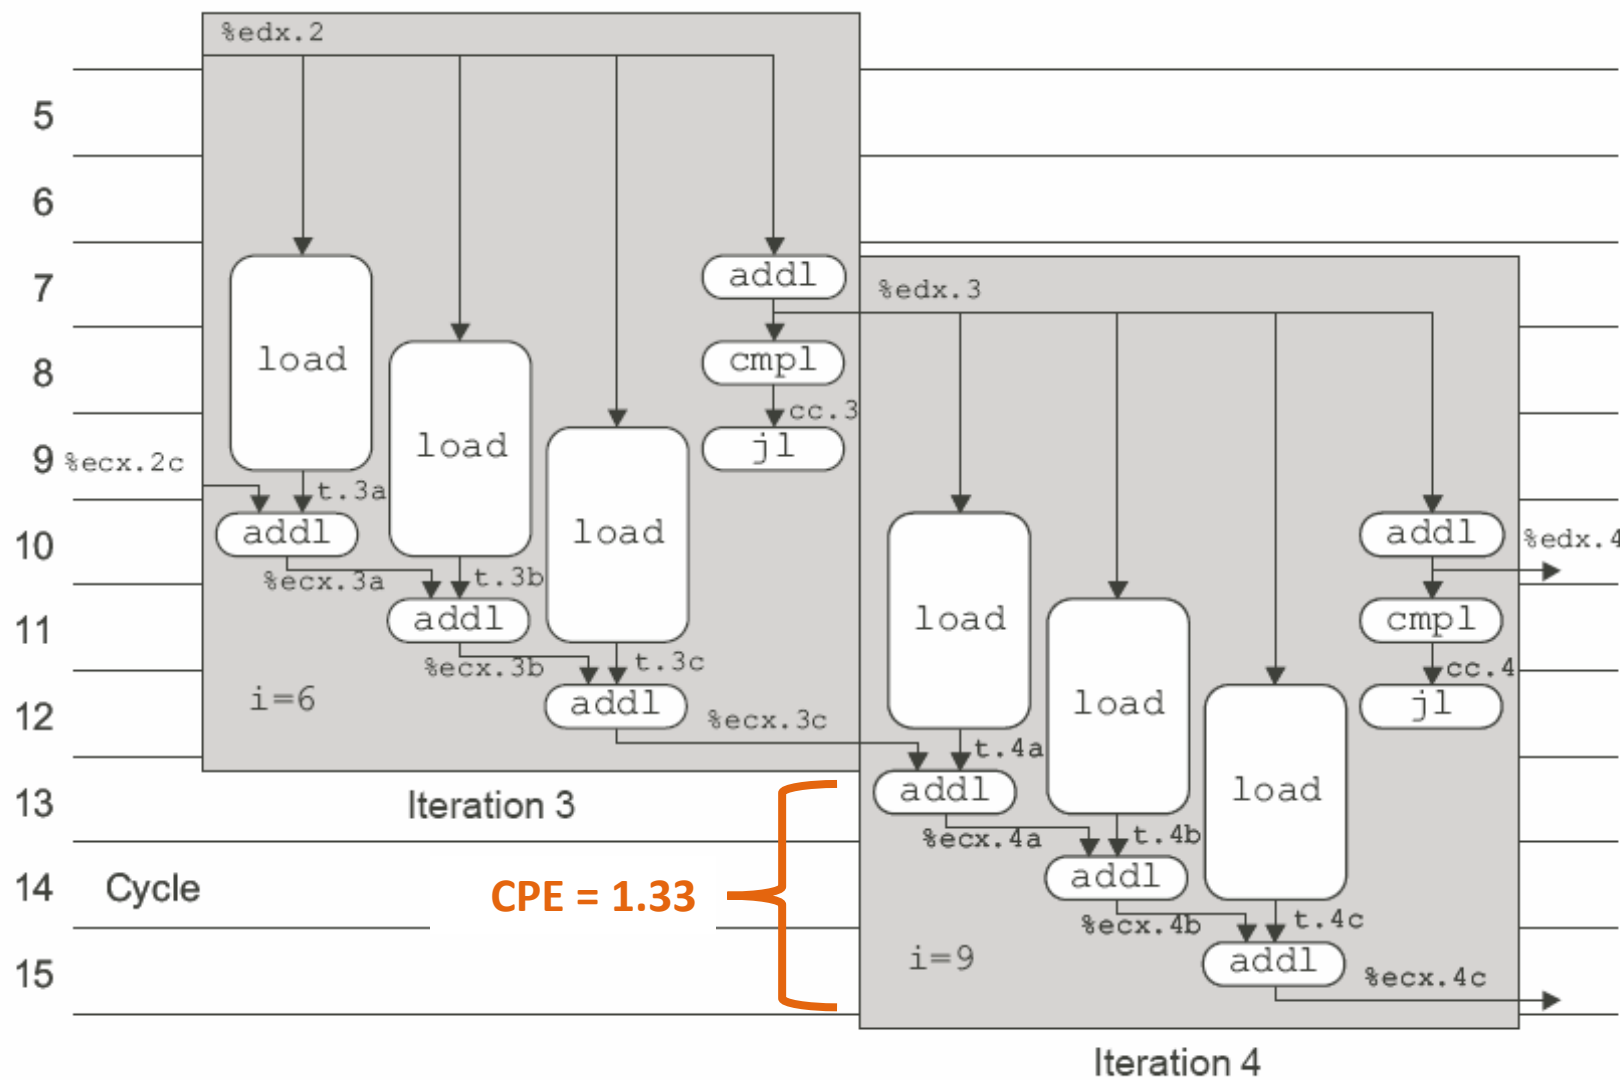 %edx.2
5
6
7
addl
%edx.3
8
load
cmpl
cc.3
9
%ecx.2c
load
jl
t.3a
10
addl
load
addl
%edx.4
%ecx.3a
t.3b
11
addl
load
cmpl
%ecx.3b
t.3c
cc.4
12
i=6
addl
%ecx.3c
load
jl
t.4a
13
Iteration 3
addl
load
%ecx.4a
t.4b
14
Cycle
CPE = 1.33
addl
%ecx.4b
t.4c
15
i=9
addl
%ecx.4c
Iteration 4